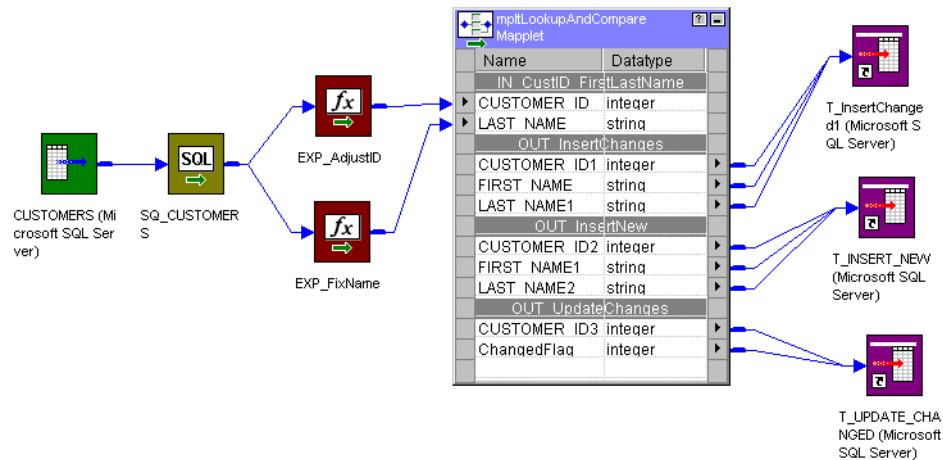 mpltLookupAndCompare
Mapplet
Name Datatype
IN_CustID_FirstLastName
CUSTOMER_ID integer
LAST_NAME string
OUT_InsertChanges
CUSTOMER_ID1 integer
FIRST_NAME string
LAST_NAME1 string
OUT_InsertNew
CUSTOMER_ID2 integer
FIRST_NAME1 string
LAST_NAME2 string
OUT_UpdateChanges
CUSTOMER_ID3 integer
ChangedFlag integer
CUSTOMERS (Mi
crosoft SQL Ser
ver)
SQL
SQ_CUSTOMER
S
fx
EXP_AdjustID
fx
EXP_FixName
T_InsertChange
d1 (Microsoft S
QL Server)
T_INSERT_NEW
(Microsoft SQL
Server)
T_UPDATE_CHA
NGED (Microsoft
SQL Server)